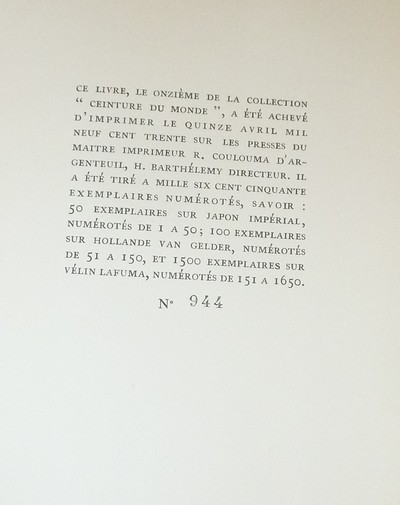 CE LIVRE, LE ONZIÈME DE LA COLLECTION
“ CEINTURE DU MONDE ”, A ÉTÉ ACHEVÉ
D'IMPRIMER LE QUINZE AVRIL MIL
NEUF CENT TRENTE SUR LES PRESSES DU
MAITRE IMPRIMEUR R. COULOUMA D'AR-
GENTEUIL, H. BARTHÉLEMY DIRECTEUR. IL
A ÉTÉ TIRÉ A MILLE SIX CENT CINQUANTE
EXEMPLAIRES NUMÉROTÉS, SAVOIR :
50 EXEMPLAIRES SUR JAPON IMPÉRIAL,
NUMÉROTÉS DE 1 A 50; 100 EXEMPLAIRES
SUR HOLLANDE VAN GELDER, NUMÉROTÉS
DE 51 A 150, ET 1500 EXEMPLAIRES SUR
VÉLIN LAFUMA, NUMÉROTÉS DE 151 A 1650.
N° 944